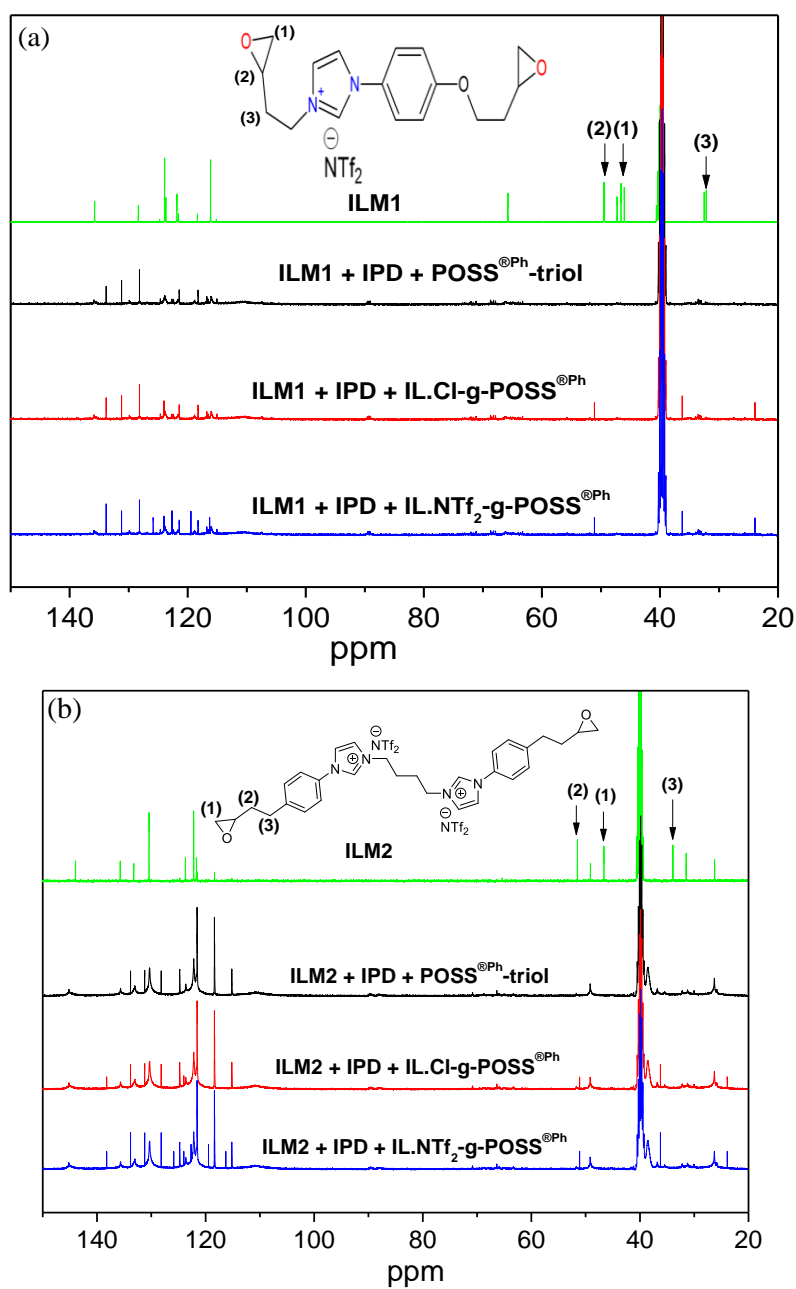 (a)
O
(1)
(2)
(3)
N+
N
O
O
⊖
NTf2
ILM1
(2) (1)
(3)
ILM1 + IPD + POSS®Ph-triol
ILM1 + IPD + IL.Cl-g-POSS®Ph
ILM1 + IPD + IL.NTf2-g-POSS®Ph
140 120 100 80 60 40 20
ppm
(b)
O
⊖
NTf2
N
N
⊕
(1)
(2)
(3)
O
N
⊕
N
⊖
NTf2
ILM2
(2)
(1)
(3)
ILM2 + IPD + POSS®Ph-triol
ILM2 + IPD + IL.Cl-g-POSS®Ph
ILM2 + IPD + IL.NTf2-g-POSS®Ph
140 120 100 80 60 40 20
ppm